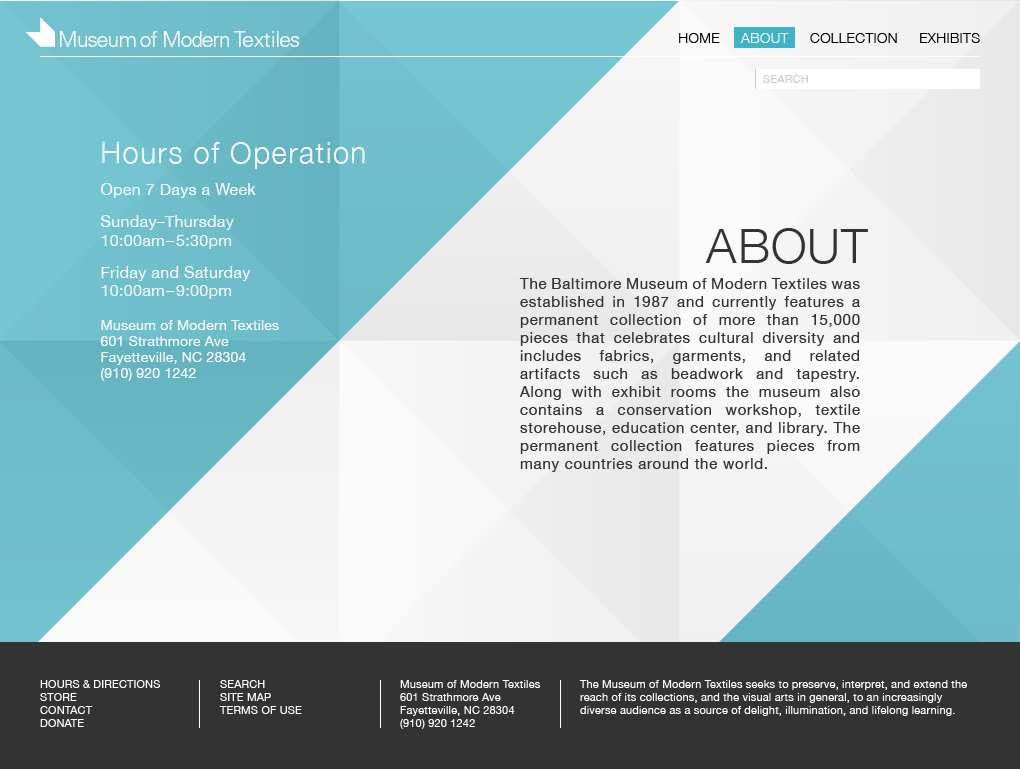 Museum of Modern Textiles
HOME ABOUT COLLECTION EXHIBITS
SEARCH
Hours of Operation
Open 7 Days a Week
Sunday–Thursday
10:00am–5:30pm
Friday and Saturday
10:00am–9:00pm
Museum of Modern Textiles
601 Strathmore Ave
Fayetteville, NC 28304
(910) 920 1242
ABOUT
The Baltimore Museum of Modern Textiles was
established in 1987 and currently features a
permanent collection of more than 15,000
pieces that celebrates cultural diversity and
includes fabrics, garments, and related
artifacts such as beadwork and tapestry.
Along with exhibit rooms the museum also
contains a conservation workshop, textile
storehouse, education center, and library. The
permanent collection features pieces from
many countries around the world.
HOURS & DIRECTIONS
STORE
CONTACT
DONATE
SEARCH
SITE MAP
TERMS OF USE
Museum of Modern Textiles
601 Strathmore Ave
Fayetteville, NC 28304
(910) 920 1242
The Museum of Modern Textiles seeks to preserve, interpret, and extend the
reach of its collections, and the visual arts in general, to an increasingly
diverse audience as a source of delight, illumination, and lifelong learning.